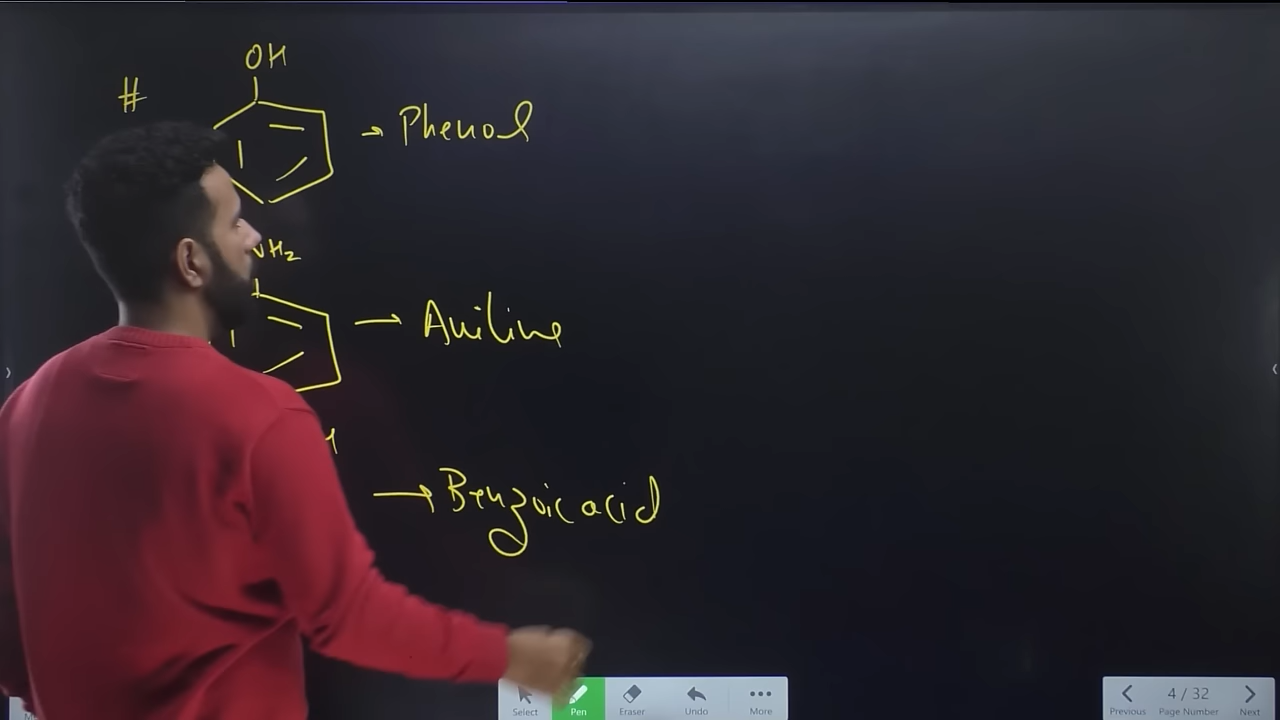 OH
#
→ Phenol
NH₂
→ Aniline
→ Benzoic acid
Select Pen Eraser Undo More
4 / 32
Previous Page Number Next